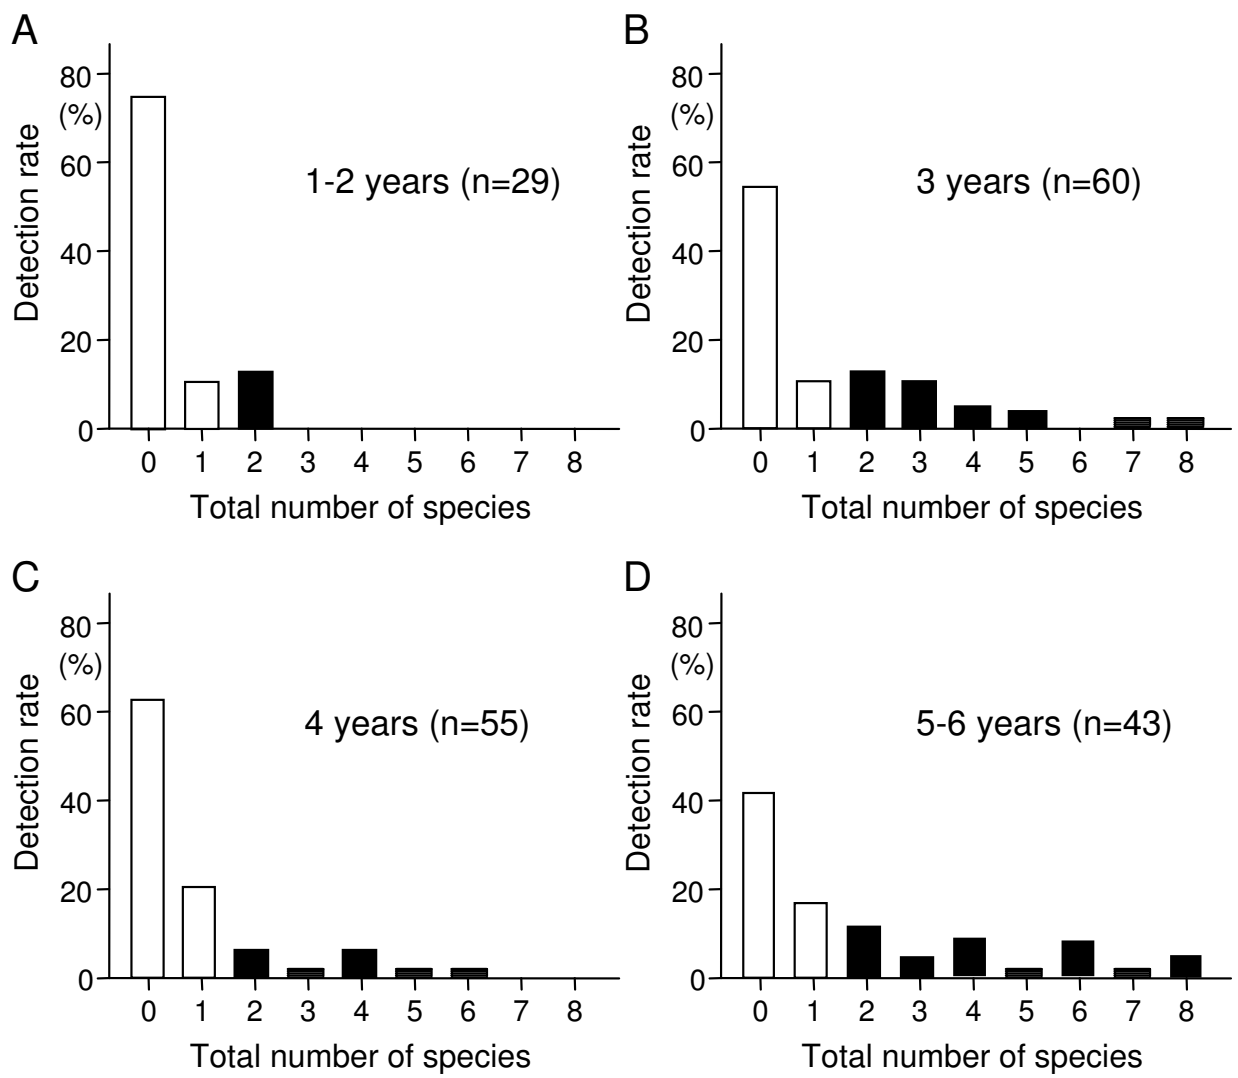 A
80
(%)
60
40
20
0
Detection rate
1-2 years (n=29)
0 1 2 3 4 5 6 7 8
Total number of species
B
80
(%)
60
40
20
0
Detection rate
3 years (n=60)
0 1 2 3 4 5 6 7 8
Total number of species
C
80
(%)
60
40
20
0
Detection rate
4 years (n=55)
0 1 2 3 4 5 6 7 8
Total number of species
D
80
(%)
60
40
20
0
Detection rate
5-6 years (n=43)
0 1 2 3 4 5 6 7 8
Total number of species